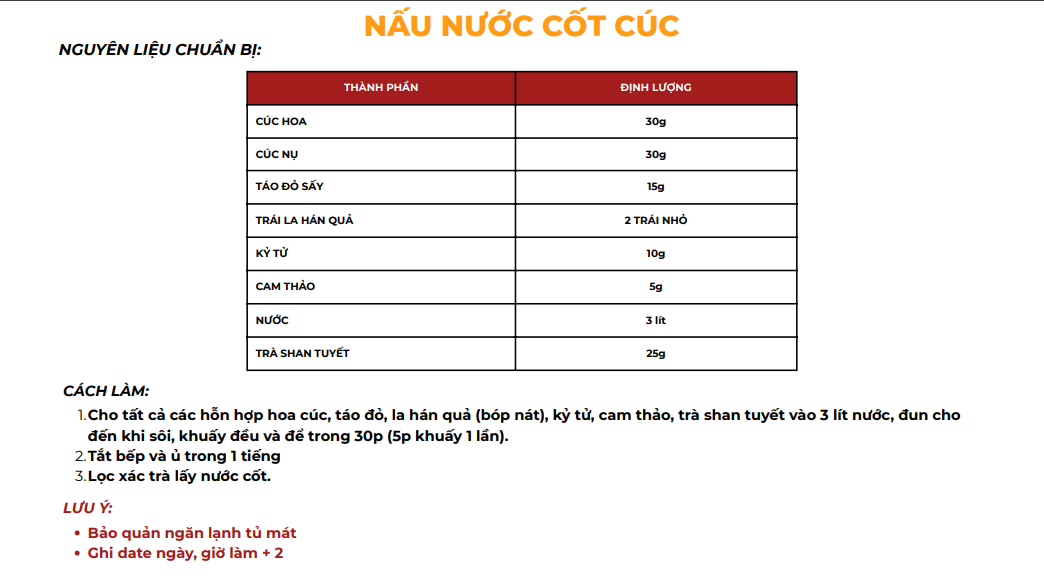 NẤU NƯỚC CỐT CÚC
NGUYÊN LIỆU CHUẨN BỊ:
THÀNH PHẦN ĐỊNH LƯỢNG
CÚC HOA 30g
CÚC NỤ 30g
TÁO ĐỎ SẤY 15g
TRÁI LA HÁN QUẢ 2 TRÁI NHỎ
KỶ TỬ 10g
CAM THẢO 5g
NƯỚC 3 lít
TRÀ SHAN TUYẾT 25g
CÁCH LÀM:
1. Cho tất cả các hỗn hợp hoa cúc, táo đỏ, la hán quả (bóp nát), kỷ tử, cam thảo, trà shan tuyết vào 3 lít nước, đun cho
đến khi sôi, khuấy đều và để trong 30p (5p khuấy 1 lần).
2. Tắt bếp và ủ trong 1 tiếng
3. Lọc xác trà lấy nước cốt.
LƯU Ý:
• Bảo quản ngăn lạnh tủ mát
• Ghi date ngày, giờ làm + 2